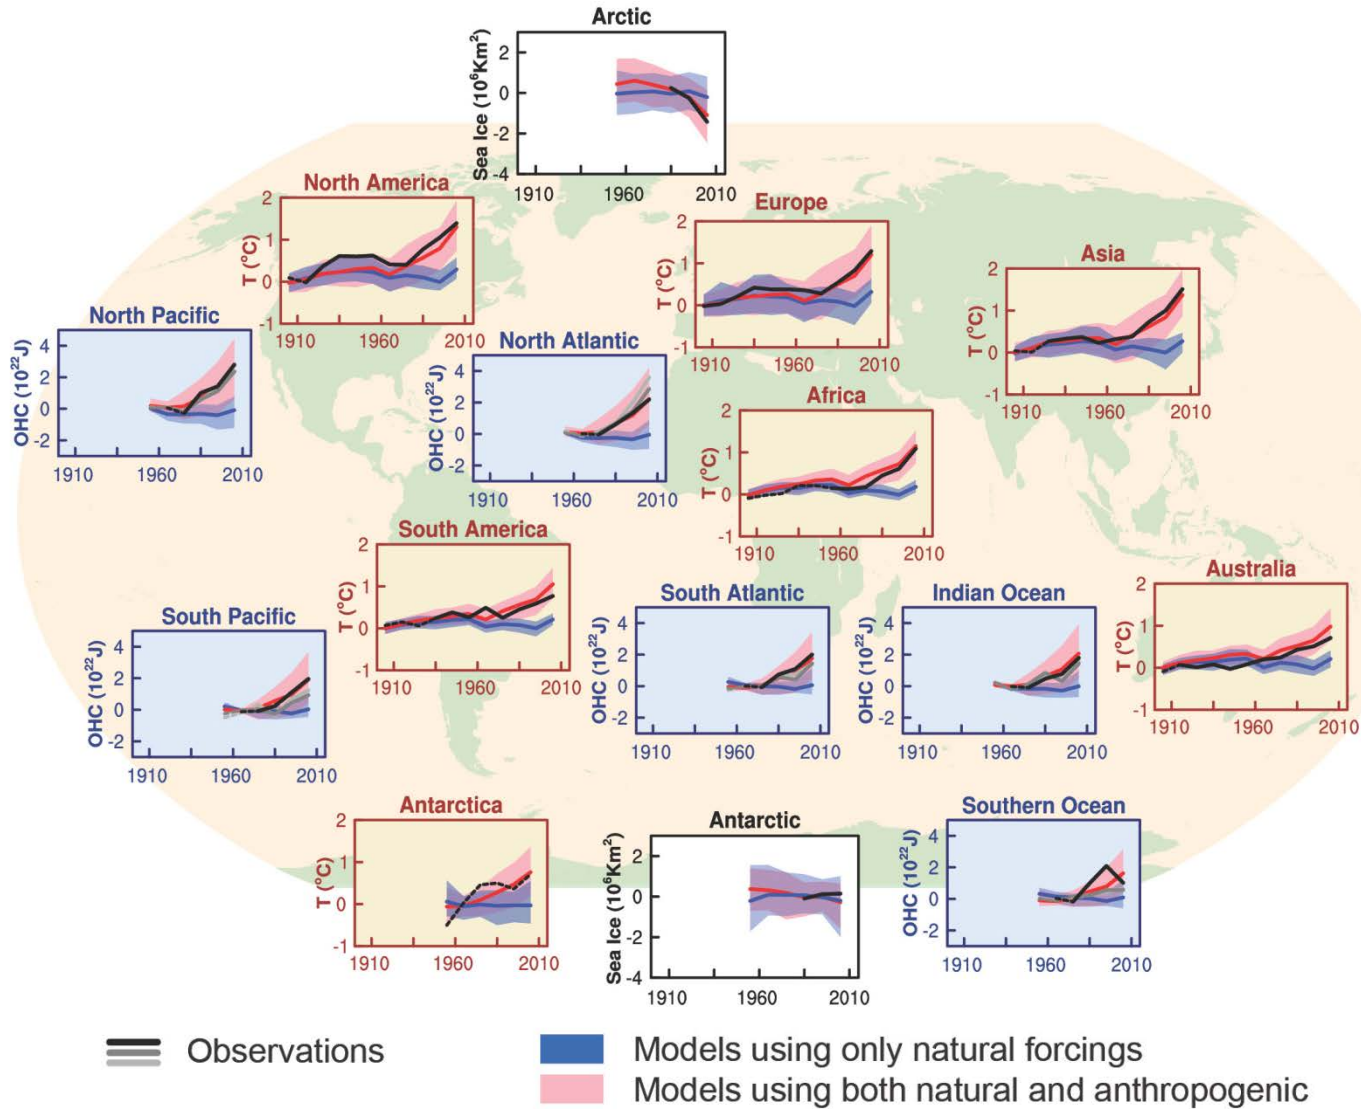 Arctic
Sea Ice (10⁶Km²)
2
0
-2
-4
1910 1960 2010
North America
T (°C)
2
1
0
-1
1910 1960 2010
Europe
T (°C)
2
1
0
-1
1910 1960 2010
Asia
T (°C)
2
1
0
-1
1910 1960 2010
North Pacific
OHC (10²²J)
4
2
0
-2
1910 1960 2010
North Atlantic
OHC (10²²J)
4
2
0
-2
1910 1960 2010
Africa
T (°C)
2
1
0
-1
1910 1960 2010
South America
T (°C)
2
1
0
-1
1910 1960 2010
South Pacific
OHC (10²²J)
4
2
0
-2
1910 1960 2010
South Atlantic
OHC (10²²J)
4
2
0
-2
1910 1960 2010
Indian Ocean
OHC (10²²J)
4
2
0
-2
1910 1960 2010
Australia
T (°C)
2
1
0
-1
1910 1960 2010
Antarctica
T (°C)
2
1
0
-1
1910 1960 2010
Antarctic
Sea Ice (10⁶Km²)
2
0
-2
-4
1910 1960 2010
Southern Ocean
OHC (10²²J)
4
2
0
-2
1910 1960 2010
Observations
Models using only natural forcings
Models using both natural and anthropogenic